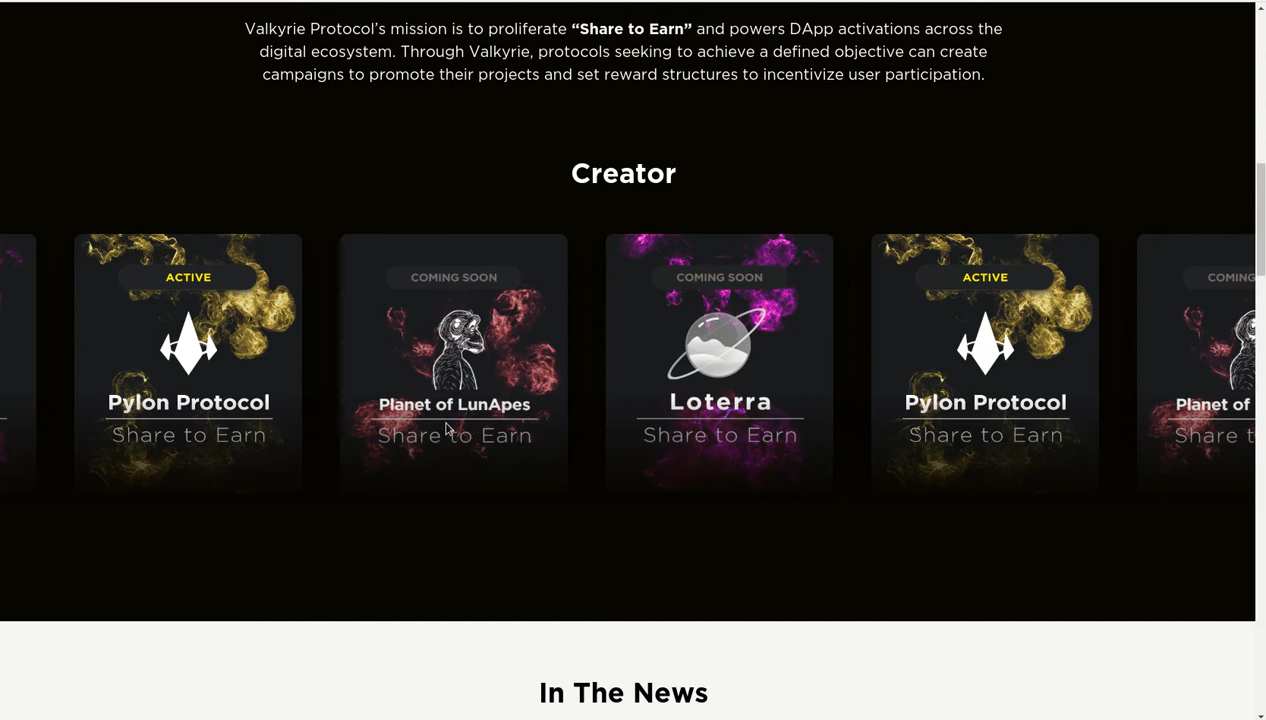 Valkyrie Protocol’s mission is to proliferate “Share to Earn” and powers DApp activations across the
digital ecosystem. Through Valkyrie, protocols seeking to achieve a defined objective can create
campaigns to promote their projects and set reward structures to incentivize user participation.
Creator
ACTIVE
Pylon Protocol
Share to Earn
COMING SOON
Planet of LunApes
Share to Earn
COMING SOON
Loterra
Share to Earn
ACTIVE
Pylon Protocol
Share to Earn
COMING
Planet of
Share to
In The News